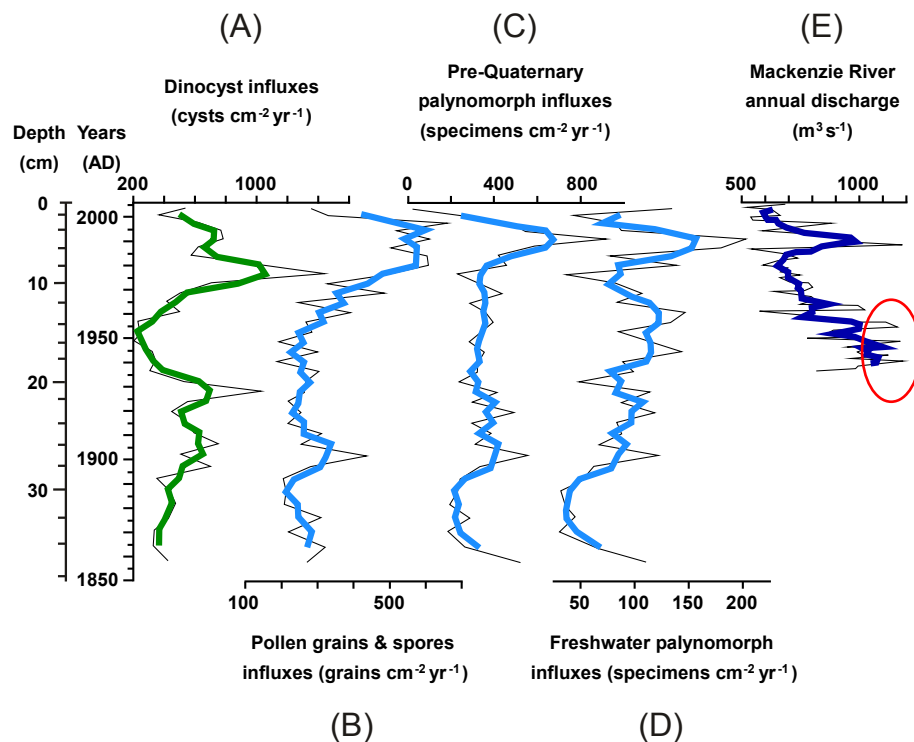 (A)
(C)
(E)
Dinocyst influxes
(cysts cm-2 yr-1)
Pre-Quaternary
palynomorph influxes
(specimens cm-2 yr-1)
Mackenzie River
annual discharge
(m3 s-1)
Depth
(cm)
Years
(AD)
200 1000
0 400 800
500 1000
0
10
20
30
2000
1950
1900
1850
100 500
50 100 150 200
Pollen grains & spores
influxes (grains cm-2 yr-1)
Freshwater palynomorph
influxes (specimens cm-2 yr-1)
(B)
(D)